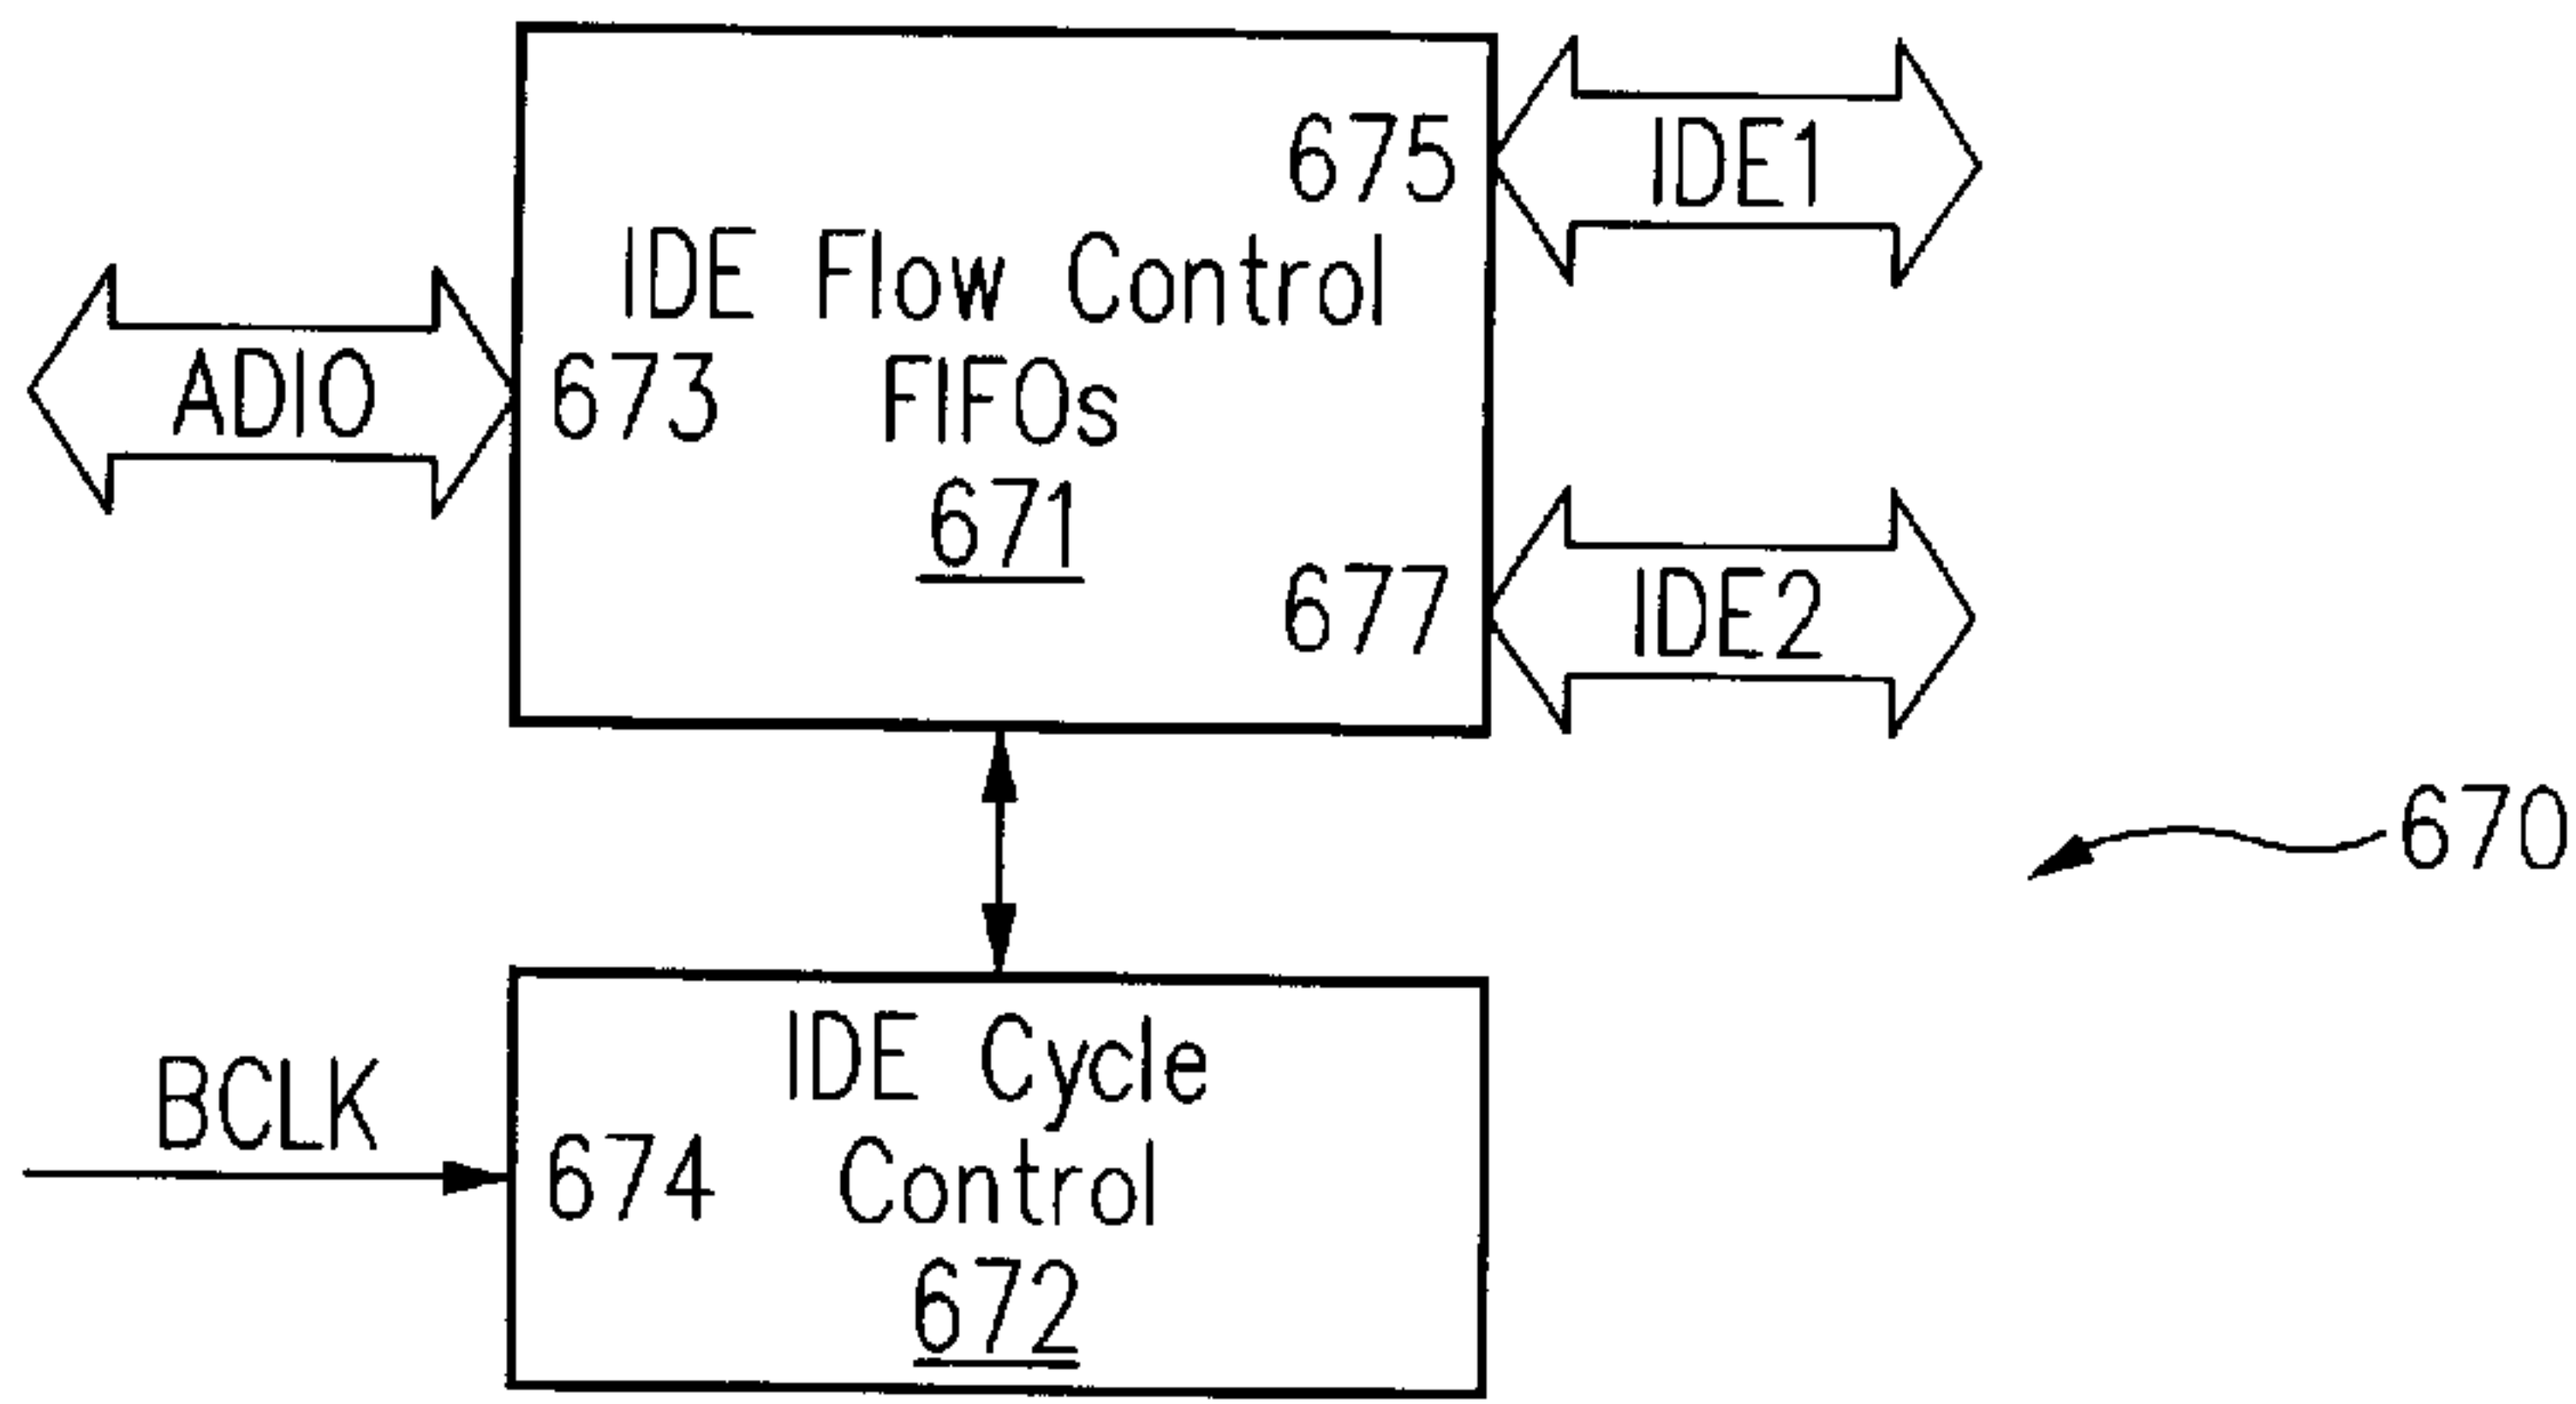 675
IDE1
IDE Flow Control
ADIO
673
FIFOs
671
677
IDE2
670
IDE Cycle
BCLK
674
Control
672